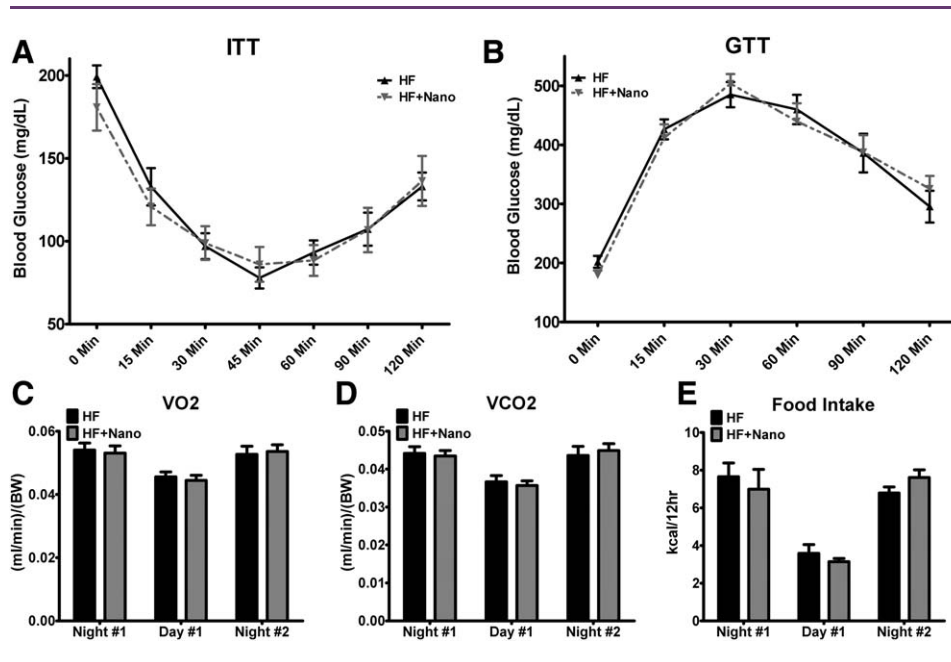 A
ITT
Blood Glucose (mg/dL)
200
150
100
50
HF
HF+Nano
0 Min
15 Min
30 Min
45 Min
60 Min
90 Min
120 Min
B
GTT
Blood Glucose (mg/dL)
500
400
300
200
100
HF
HF+Nano
0 Min
15 Min
30 Min
60 Min
90 Min
120 Min
C
VO2
HF
HF+Nano
(ml/min)/(BW)
0.06
0.04
0.02
0.00
Night #1
Day #1
Night #2
D
VCO2
HF
HF+Nano
(ml/min)/(BW)
0.05
0.04
0.03
0.02
0.01
0.00
Night #1
Day #1
Night #2
E
Food Intake
HF
HF+Nano
kcal/12hr
10
8
6
4
2
0
Night #1
Day #1
Night #2